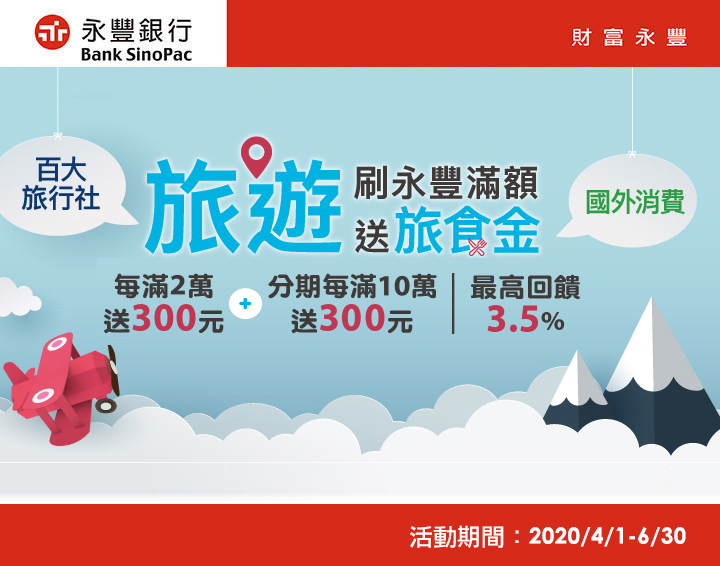 永豐銀行
Bank SinoPac
財富永豐
百大
旅行社
旅遊
刷永豐滿額
送旅食金
國外消費
每滿2萬
送300元
+
分期每滿10萬
送300元
最高回饋
3.5%
活動期間：2020/4/1-6/30